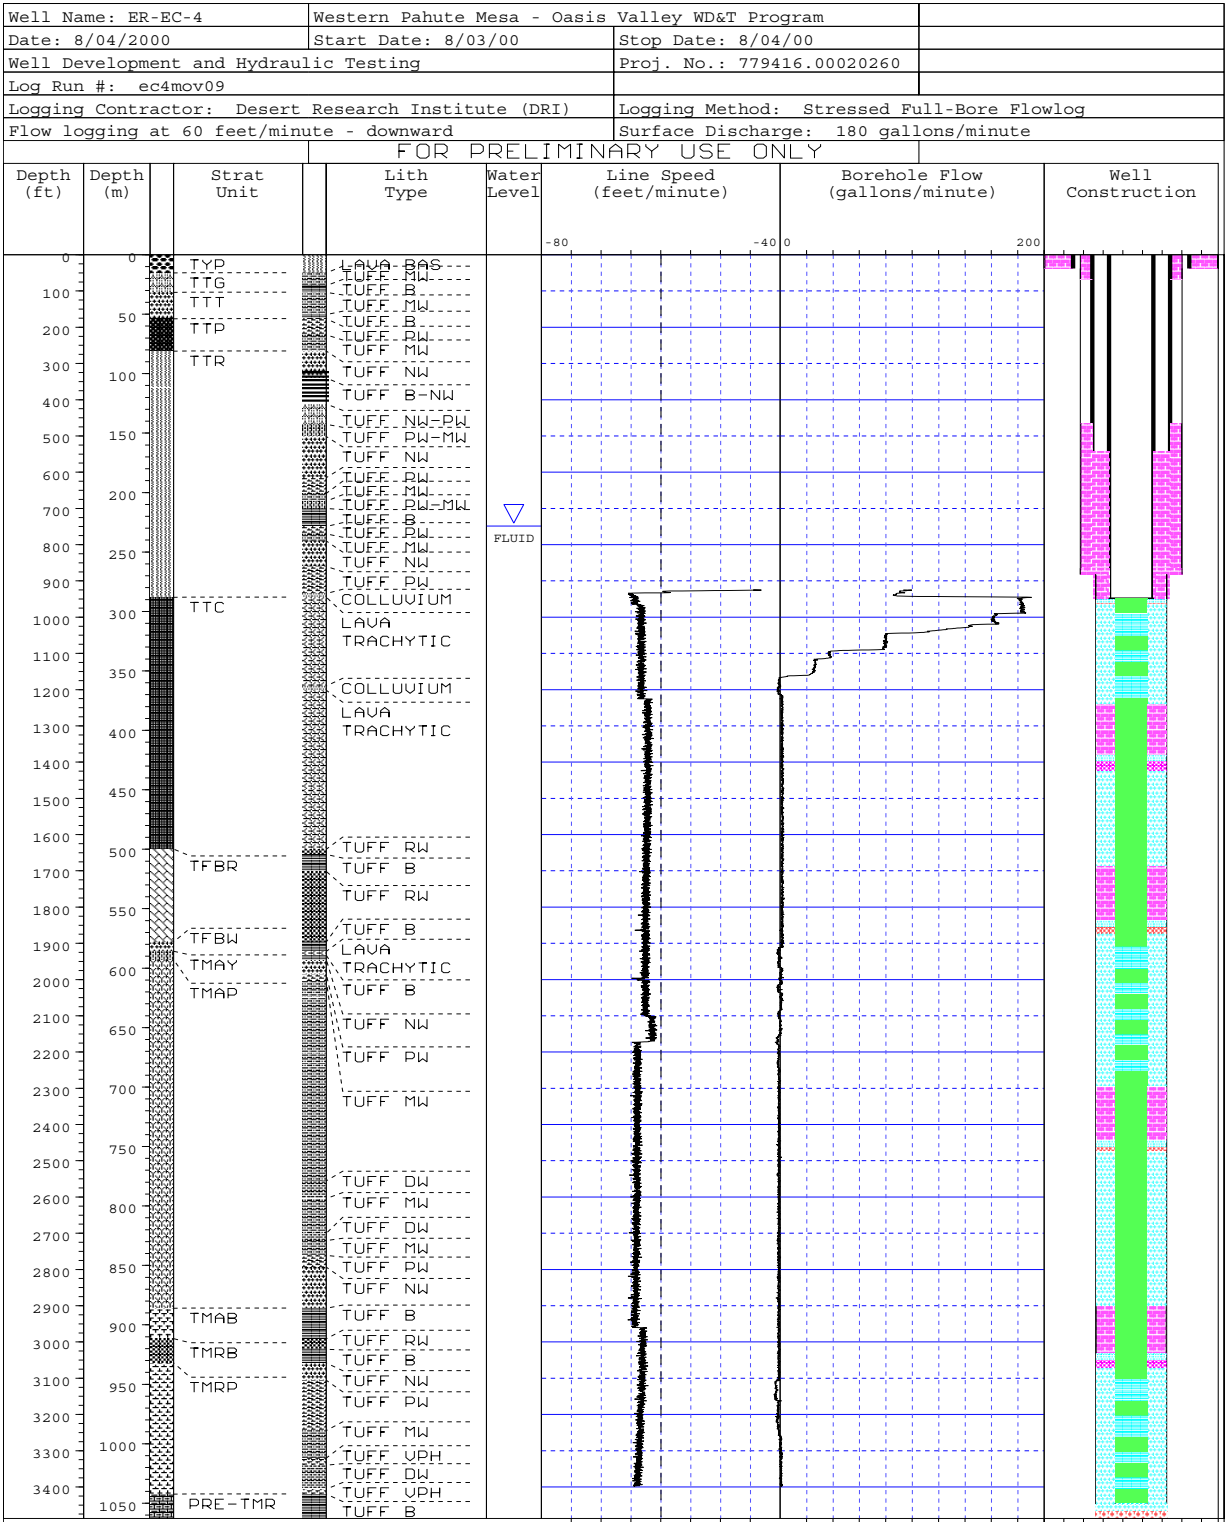 Well Name: ER-EC-4
Western Pahute Mesa - Oasis Valley WD&T Program
Date: 8/04/2000
Start Date: 8/03/00
Stop Date: 8/04/00
Well Development and Hydraulic Testing
Proj. No.: 779416.00020260
Log Run #: ec4mov09
Logging Contractor: Desert Research Institute (DRI)
Logging Method: Stressed Full-Bore Flowlog
Flow logging at 60 feet/minute - downward
Surface Discharge: 180 gallons/minute
FOR PRELIMINARY USE ONLY
Depth (ft)
Depth (m)
Strat Unit
Lith Type
Water Level
Line Speed (feet/minute)
Borehole Flow (gallons/minute)
Well Construction
-80
-40
0
200
0
100
200
300
400
500
600
700
800
900
1000
1100
1200
1300
1400
1500
1600
1700
1800
1900
2000
2100
2200
2300
2400
2500
2600
2700
2800
2900
3000
3100
3200
3300
3400
0
50
100
150
200
250
300
350
400
450
500
550
600
650
700
750
800
850
900
950
1000
1050
TYP
TTG
TTT
TTP
TTR
TTC
TFBR
TFBW
TMAY
TMAP
TMAB
TMRB
TMRP
PRE-TMR
LAVA BAS
TUFF MW
TUFF B
TUFF MW
TUFF B
TUFF PW
TUFF MW
TUFF NW
TUFF B-NW
TUFF NW-PW
TUFF PW-MW
TUFF NW
TUFF PW
TUFF MW
TUFF PW-MW
TUFF B
TUFF PW
TUFF MW
TUFF NW
TUFF PW
COLLUVIUM
LAVA
TRACHYTIC
COLLUVIUM
LAVA
TRACHYTIC
TUFF RW
TUFF B
TUFF RW
TUFF B
LAVA
TRACHYTIC
TUFF B
TUFF NW
TUFF PW
TUFF MW
TUFF DW
TUFF MW
TUFF DW
TUFF MW
TUFF PW
TUFF NW
TUFF B
TUFF RW
TUFF B
TUFF NW
TUFF PW
TUFF MW
TUFF VPH
TUFF DW
TUFF VPH
TUFF B
FLUID